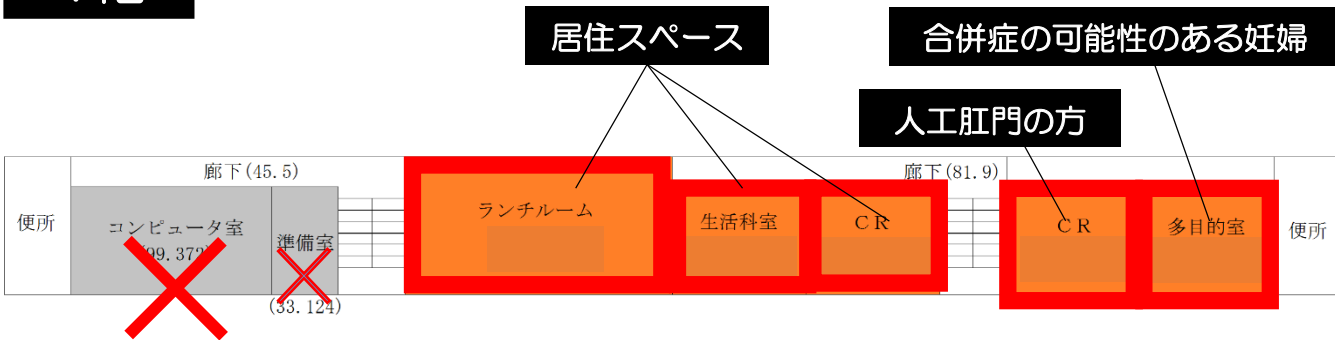 居住スペース
合併症の可能性のある妊婦
人工肛門の方
廊下(45.5)
廊下(81.9)
便所
コンピュータ室
準備室
(33.124)
ランチルーム
生活科室
ＣＲ
ＣＲ
多目的室
便所